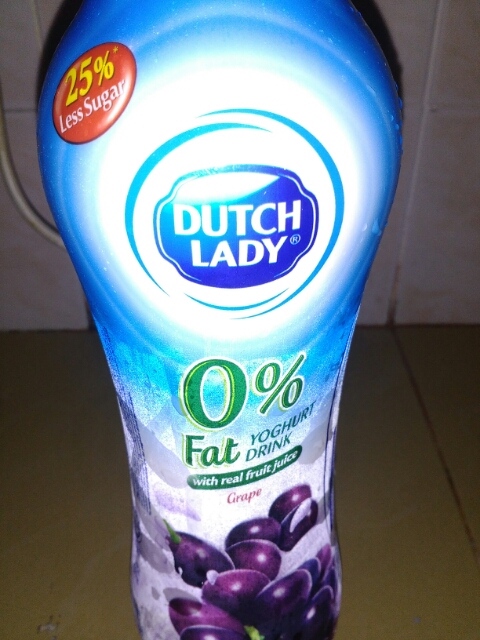 25%*
Less Sugar
DUTCH
LADY®
0%
Fat
YOGHURT
DRINK
with real fruit juice
Grape